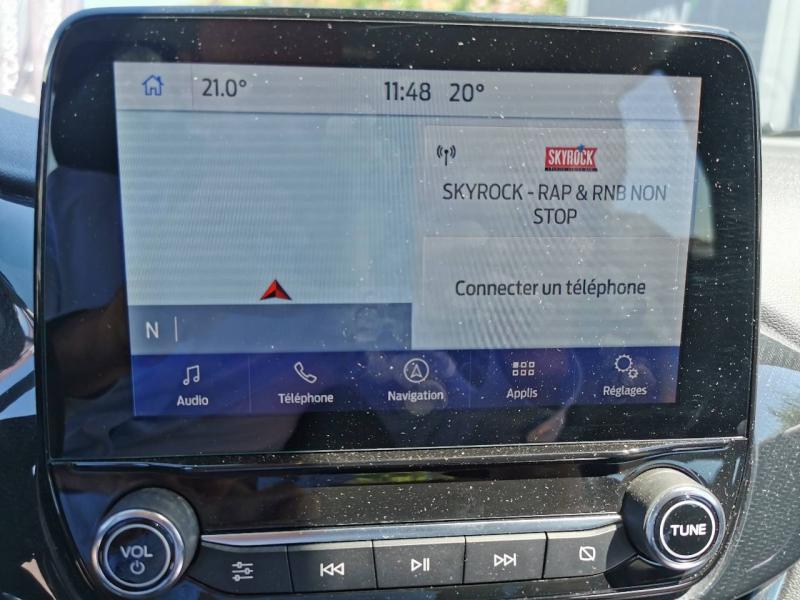 21.0°
11:48 20°
SKYROCK
SKYROCK - RAP & RNB NON
STOP
Connecter un téléphone
N
Audio
Téléphone
Navigation
Applis
Réglages
VOL
TUNE